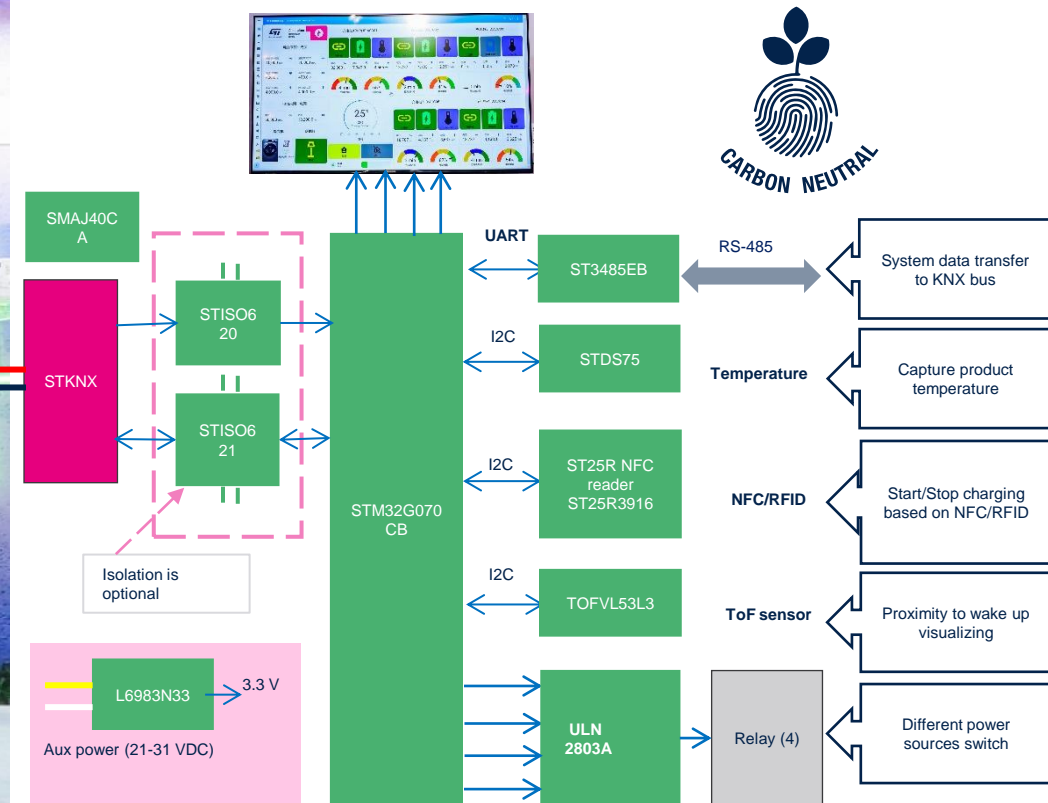 CARBON NEUTRAL
SMAJ40C
A
STKNX
STISO6
20
STISO6
21
Isolation is
optional
L6983N33
3.3 V
Aux power (21-31 VDC)
STM32G070
CB
UART
ST3485EB
RS-485
System data transfer
to KNX bus
I2C
STDS75
Temperature
Capture product
temperature
I2C
ST25R NFC
reader
ST25R3916
NFC/RFID
Start/Stop charging
based on NFC/RFID
I2C
TOFVL53L3
ToF sensor
Proximity to wake up
visualizing
ULN
2803A
Relay (4)
Different power
sources switch